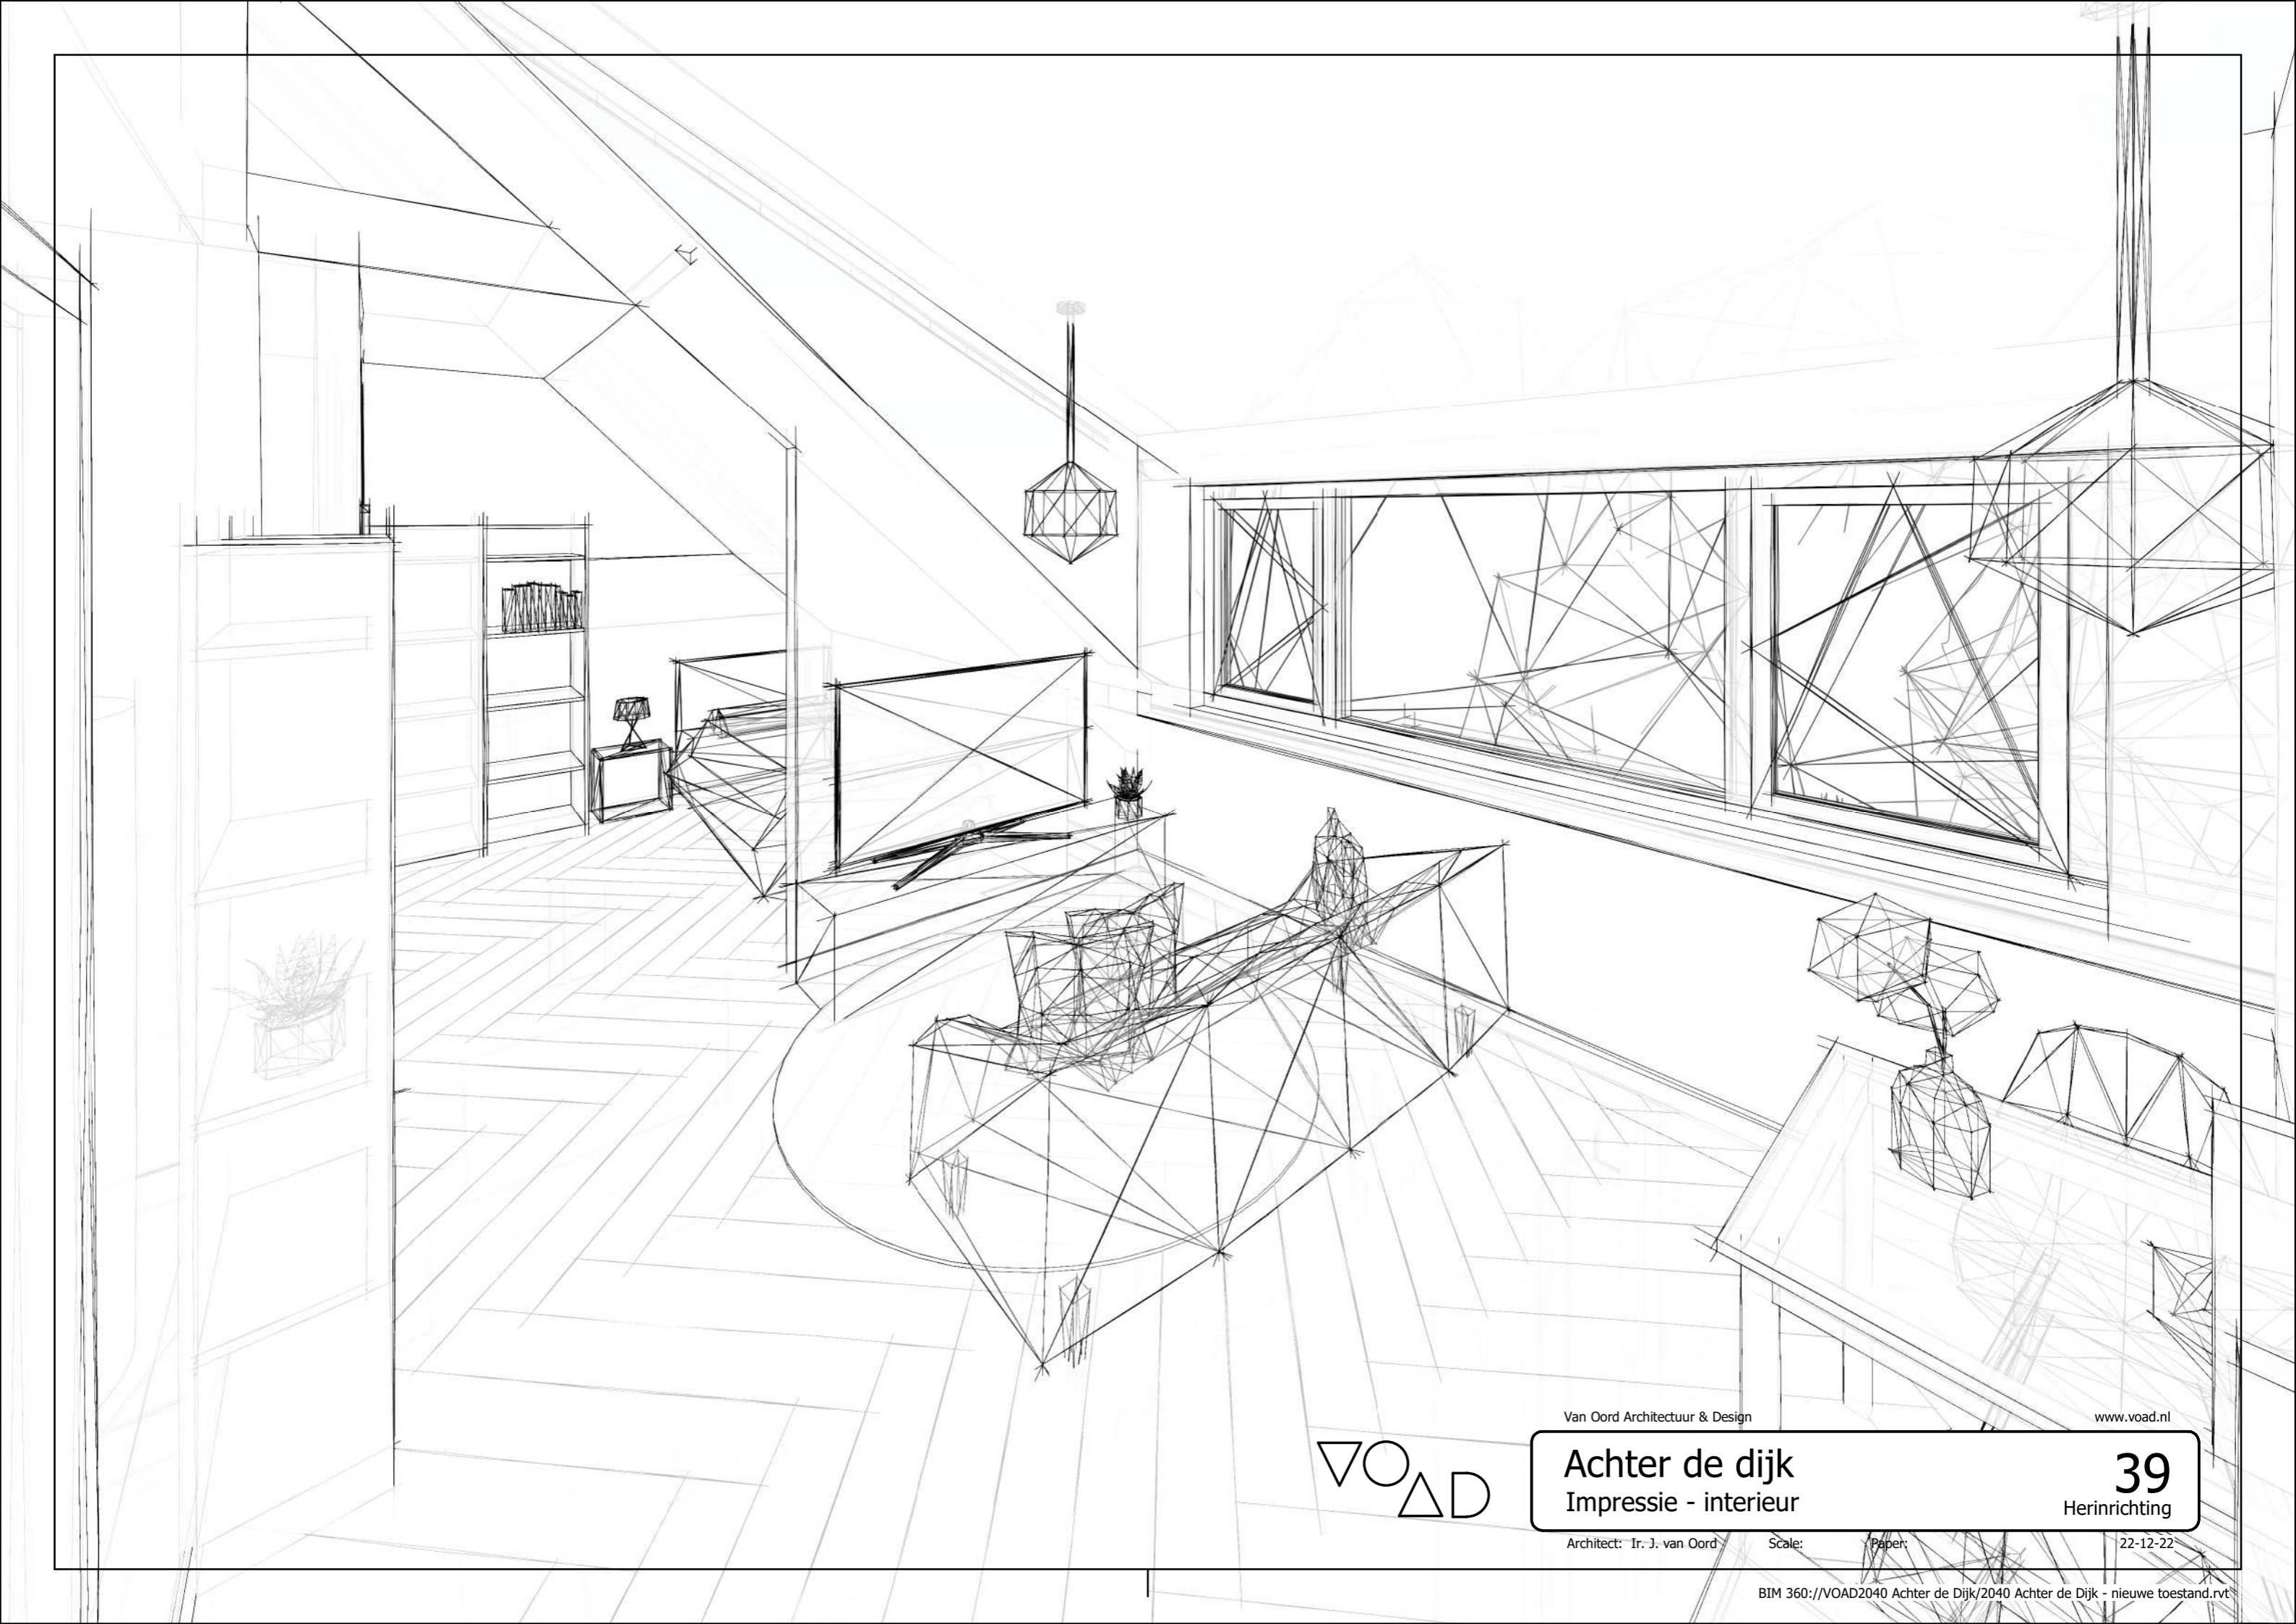 Van Oord Architectuur & Design
www.voad.nl
VOAD
Achter de dijk
39
Impressie - interieur
Herinrichting
Architect: Ir. J. van Oord
Scale:
Paper:
22-12-22
BIM 360://VOAD2040 Achter de Dijk/2040 Achter de Dijk - nieuwe toestand.rvt